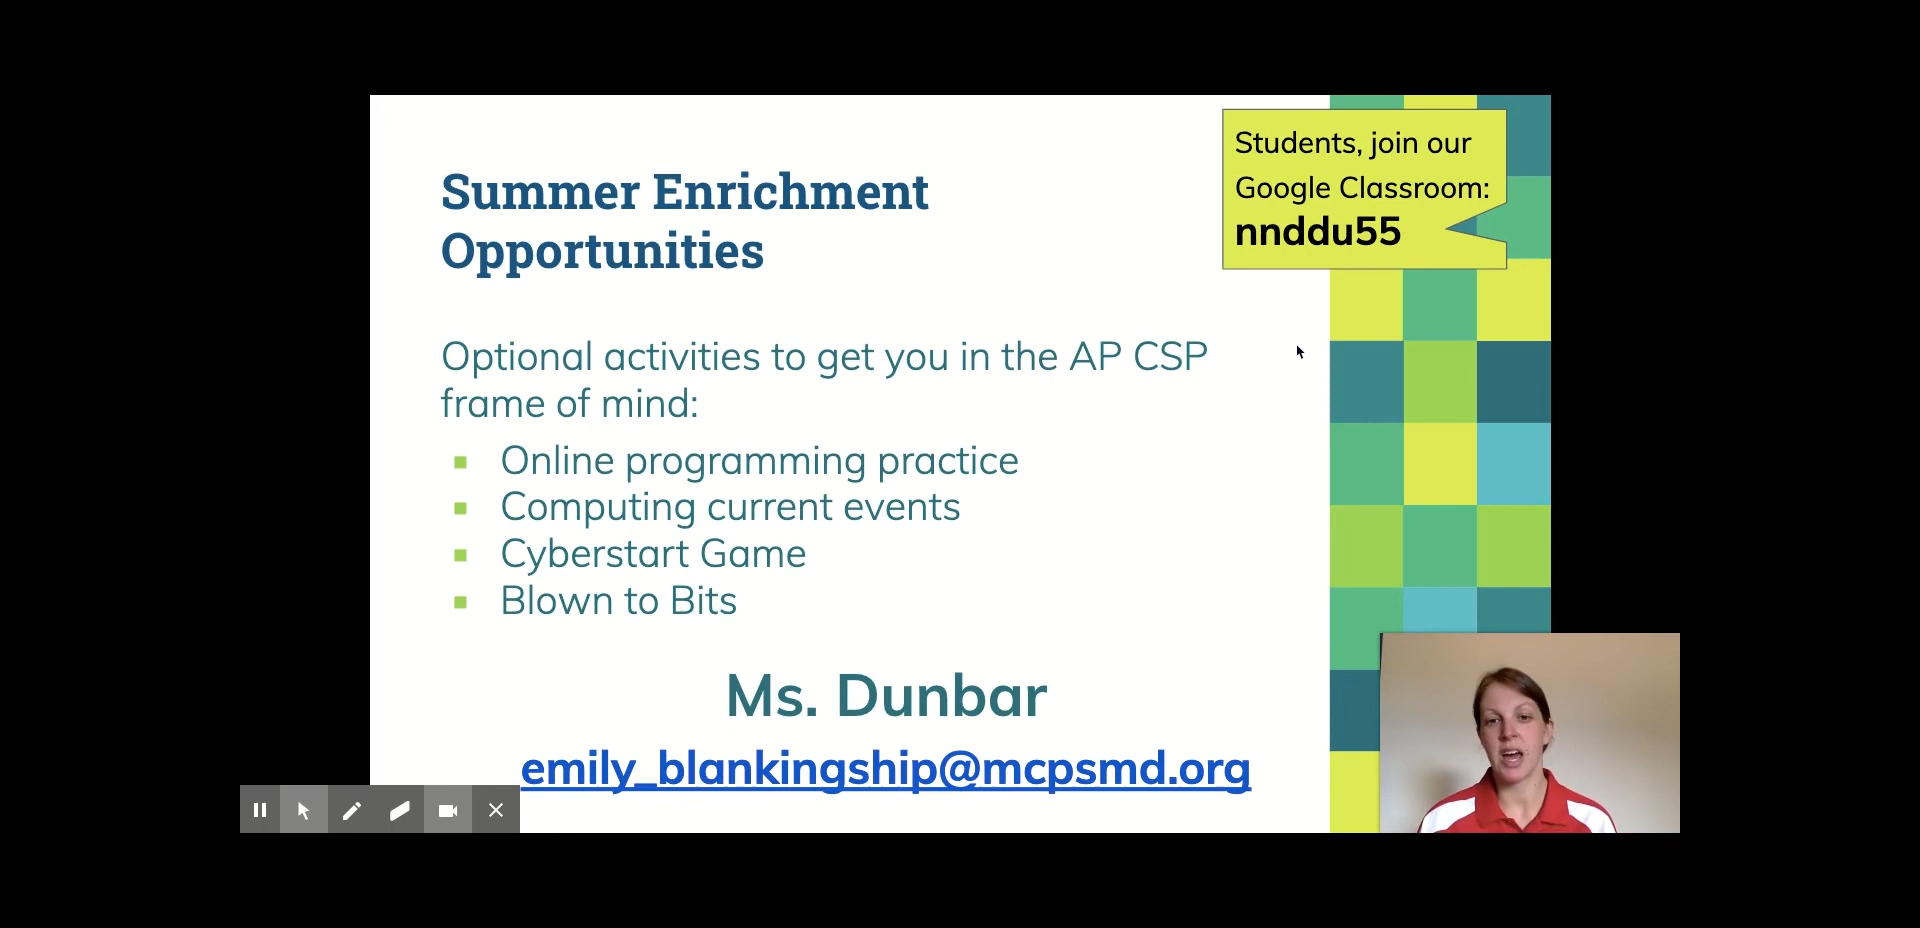 Summer Enrichment
Opportunities
Students, join our
Google Classroom:
nnddu55
Optional activities to get you in the AP CSP
frame of mind:
Online programming practice
Computing current events
Cyberstart Game
Blown to Bits
Ms. Dunbar
emily_blankingship@mcpsmd.org